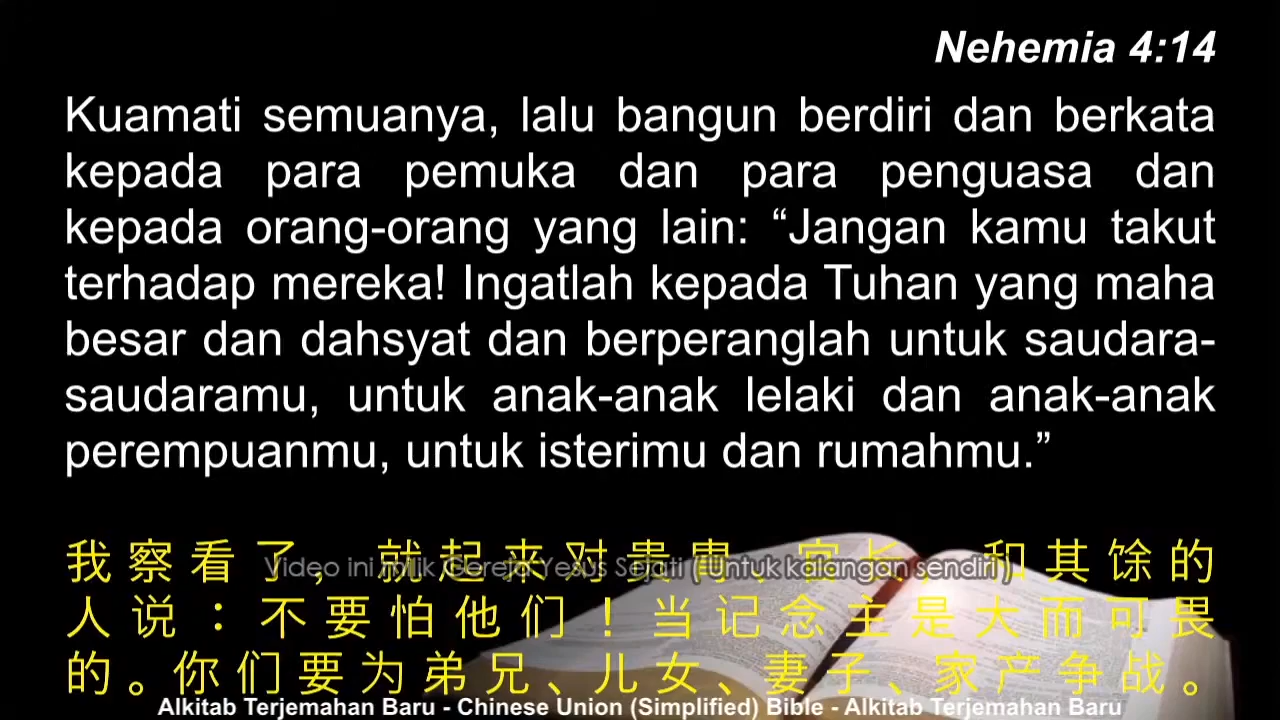 Nehemia 4:14
Kuamati semuanya, lalu bangun berdiri dan berkata
kepada para pemuka dan para penguasa dan
kepada orang-orang yang lain: “Jangan kamu takut
terhadap mereka! Ingatlah kepada Tuhan yang maha
besar dan dahsyat dan berperanglah untuk saudara-
saudaramu, untuk anak-anak lelaki dan anak-anak
perempuanmu, untuk isterimu dan rumahmu.”
我察看了，就起来对贵胄、官长，和其馀的
Video ini milik Gereja Yesus Sejati (Untuk kalangan sendiri)
人说：不要怕他们！当记念主是大而可畏
的。你们要为弟兄、儿女、妻子、家产争战。
Alkitab Terjemahan Baru - Chinese Union (Simplified) Bible - Alkitab Terjemahan Baru